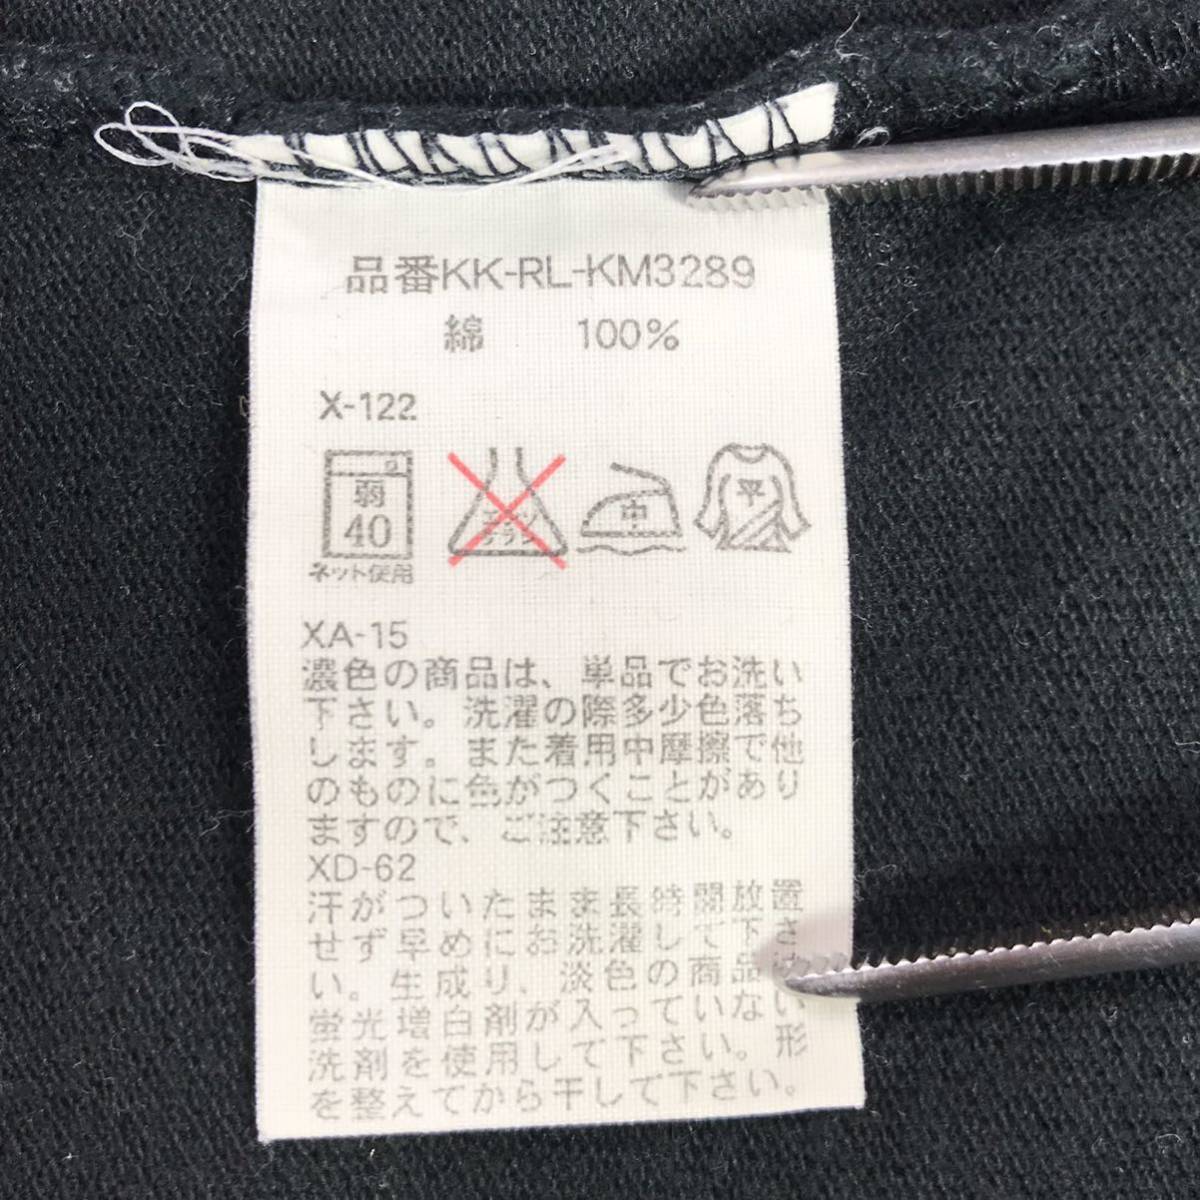 品番KK-RL-KM3289
綿 100%
X-122
弱
40
ネット使用
エンソ
サラシ
中
平
XA-15
濃色の商品は、単品でお洗い
下さい。洗濯の際多少色落ち
します。また着用中摩擦で他
のものに色がつくことがあり
ますので、ご注意下さい。
XD-62
汗がついたまま長時間放置
せず早めにお洗濯して下さ
い。生成り、淡色の商品は
蛍光増白剤が入っていない
洗剤を使用して下さい。形
を整えてから干して下さい。